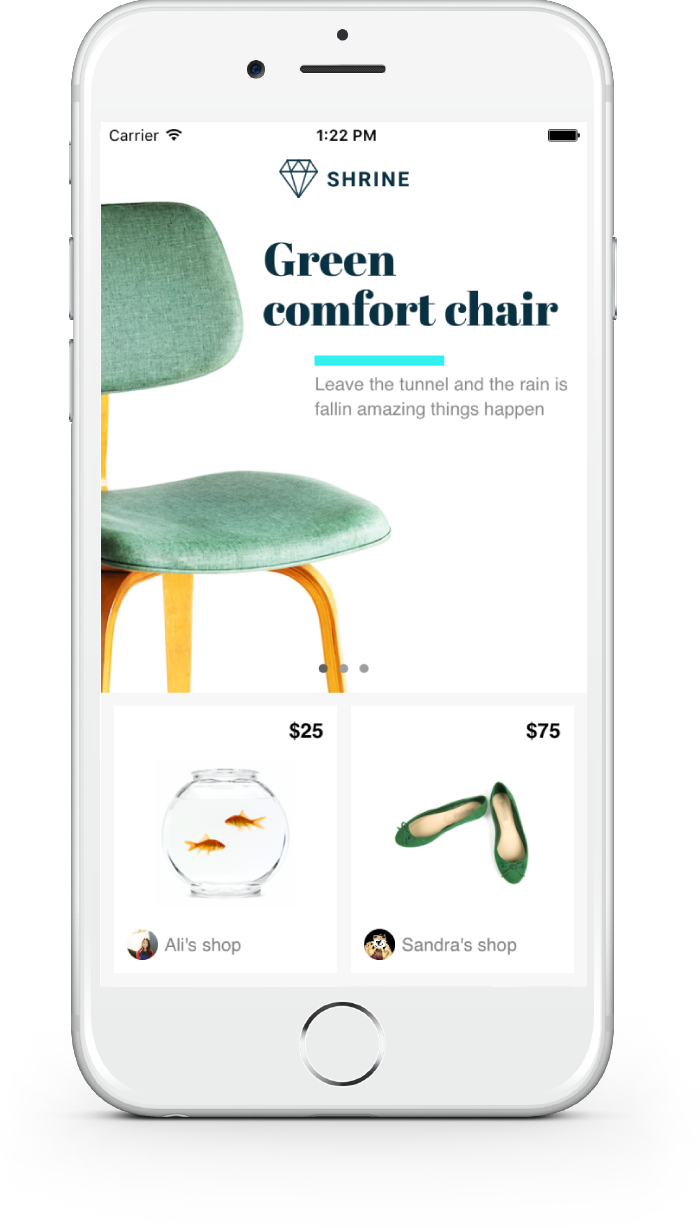 Carrier 1:22 PM
SHRINE
Green
comfort chair
Leave the tunnel and the rain is
fallin amazing things happen
$25
$75
Ali's shop
Sandra's shop